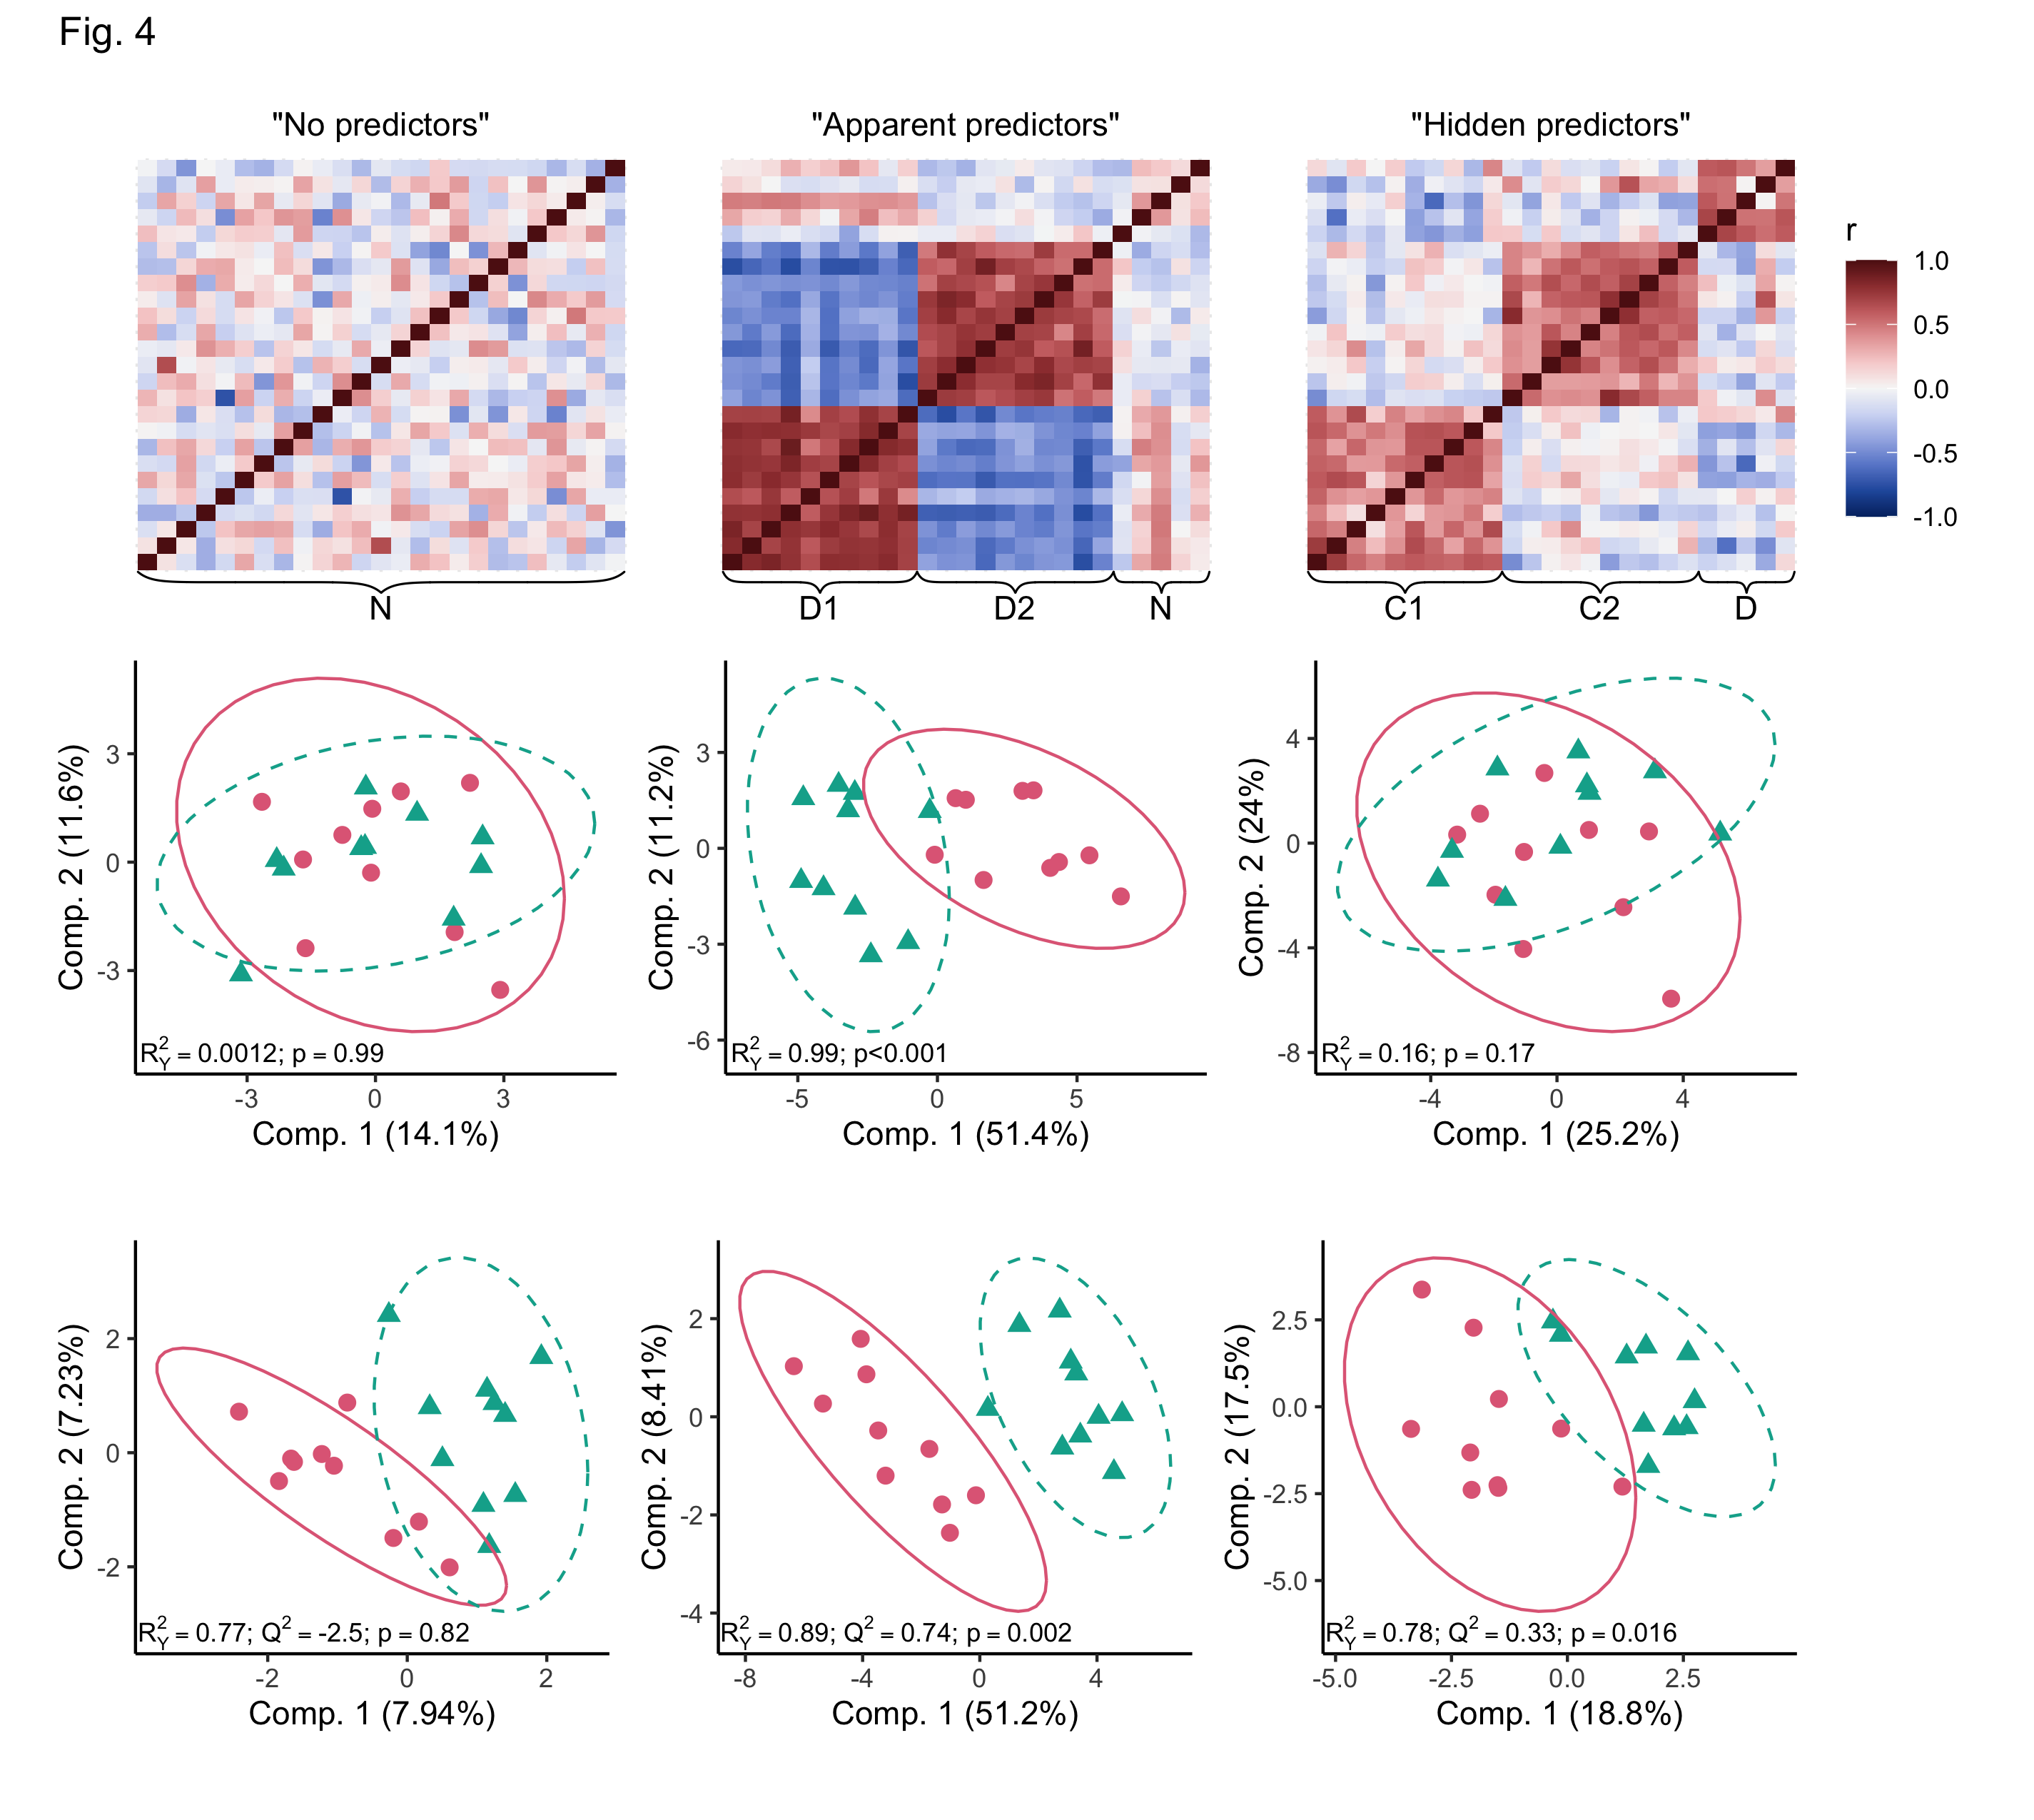 Fig. 4
"No predictors" "Apparent predictors" "Hidden predictors"
r
1.0
0.5
0.0
-0.5
-1.0
N D1 D2 N C1 C2 D
Comp. 2 (11.6%)
3
0
-3
R²Y = 0.0012; p = 0.99
-3 0 3
Comp. 1 (14.1%)
Comp. 2 (11.2%)
3
0
-3
-6
R²Y = 0.99; p<0.001
-5 0 5
Comp. 1 (51.4%)
Comp. 2 (24%)
4
0
-4
-8
R²Y = 0.16; p = 0.17
-4 0 4
Comp. 1 (25.2%)
Comp. 2 (7.23%)
2
0
-2
R²Y = 0.77; Q² = -2.5; p = 0.82
-2 0 2
Comp. 1 (7.94%)
Comp. 2 (8.41%)
2
0
-2
-4
R²Y = 0.89; Q² = 0.74; p = 0.002
-8 -4 0 4
Comp. 1 (51.2%)
Comp. 2 (17.5%)
2.5
0.0
-2.5
-5.0
R²Y = 0.78; Q² = 0.33; p = 0.016
-5.0 -2.5 0.0 2.5
Comp. 1 (18.8%)